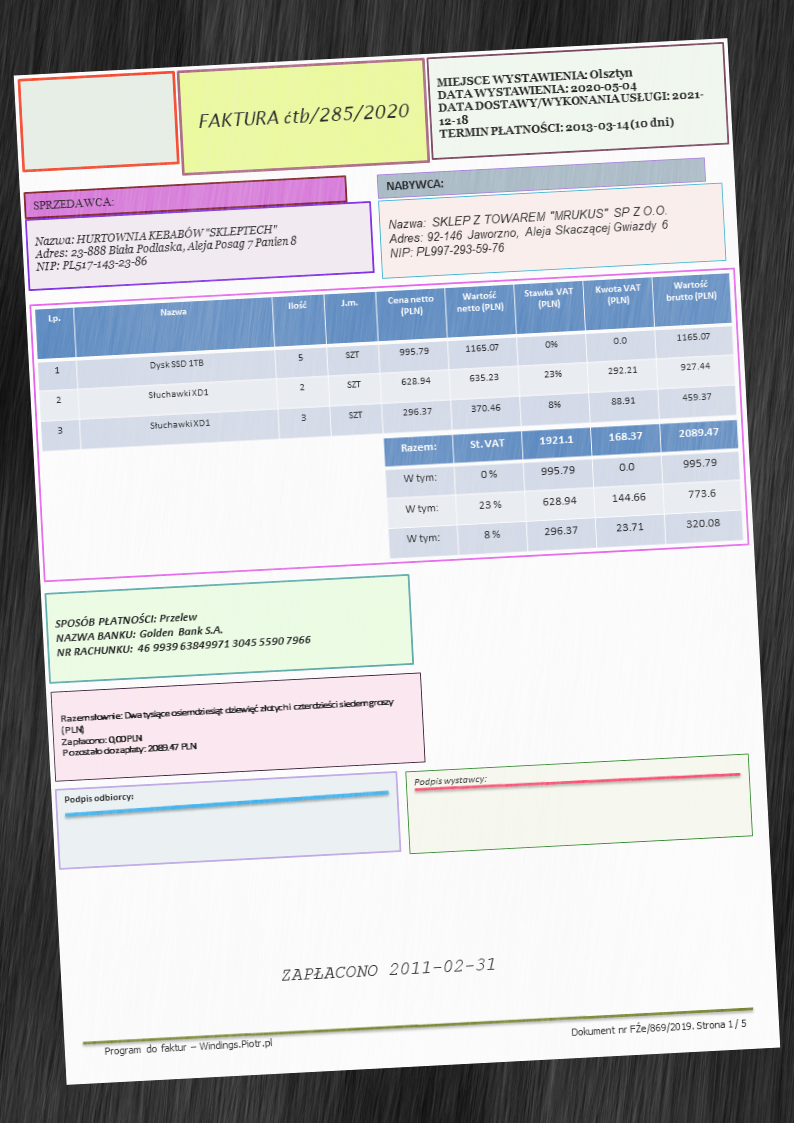 FAKTURA ćtb/285/2020
MIEJSCE WYSTAWIENIA: Olsztyn
DATA WYSTAWIENIA: 2020-05-04
DATA DOSTAWY/WYKONANIA USŁUGI: 2021-
12-18
TERMIN PŁATNOŚCI: 2013-03-14 (10 dni)
SPRZEDAWCA:
Nazwa: HURTOWNIA KEBABÓW "SKLEPTECH"
Adres: 23-888 Biała Podlaska, Aleja Posag 7 Panien 8
NIP: PL517-143-23-86
NABYWCA:
Nazwa: SKLEP Z TOWAREM "MRUKUS" SP Z O.O.
Adres: 92-146 Jaworzno, Aleja Skaczącej Gwiazdy 6
NIP: PL997-293-59-76
Lp. Nazwa Ilość J.m. Cena netto (PLN) Wartość netto (PLN) Stawka VAT (PLN) Kwota VAT (PLN) Wartość brutto (PLN)
1 Dysk SSD 1TB 5 SZT 995.79 1165.07 0% 0.0 1165.07
2 Słuchawki XD1 2 SZT 628.94 635.23 23% 292.21 927.44
3 Słuchawki XD1 3 SZT 296.37 370.46 8% 88.91 459.37
Razem: St. VAT 1921.1 168.37 2089.47
W tym: 0 % 995.79 0.0 995.79
W tym: 23 % 628.94 144.66 773.6
W tym: 8 % 296.37 23.71 320.08
SPOSÓB PŁATNOŚCI: Przelew
NAZWA BANKU: Golden Bank S.A.
NR RACHUNKU: 46 9939 63849971 3045 5590 7966
Razem słownie: Dwa tysiące osiemdziesiąt dziewięć złotych i czterdzieści siedem groszy
(PLN)
Zapłacono: 0,00 PLN
Pozostało do zapłaty: 2089.47 PLN
Podpis odbiorcy:
Podpis wystawcy:
ZAPŁACONO 2011-02-31
Program do faktur – Windings.Piotr.pl
Dokument nr FŻe/869/2019. Strona 1 / 5